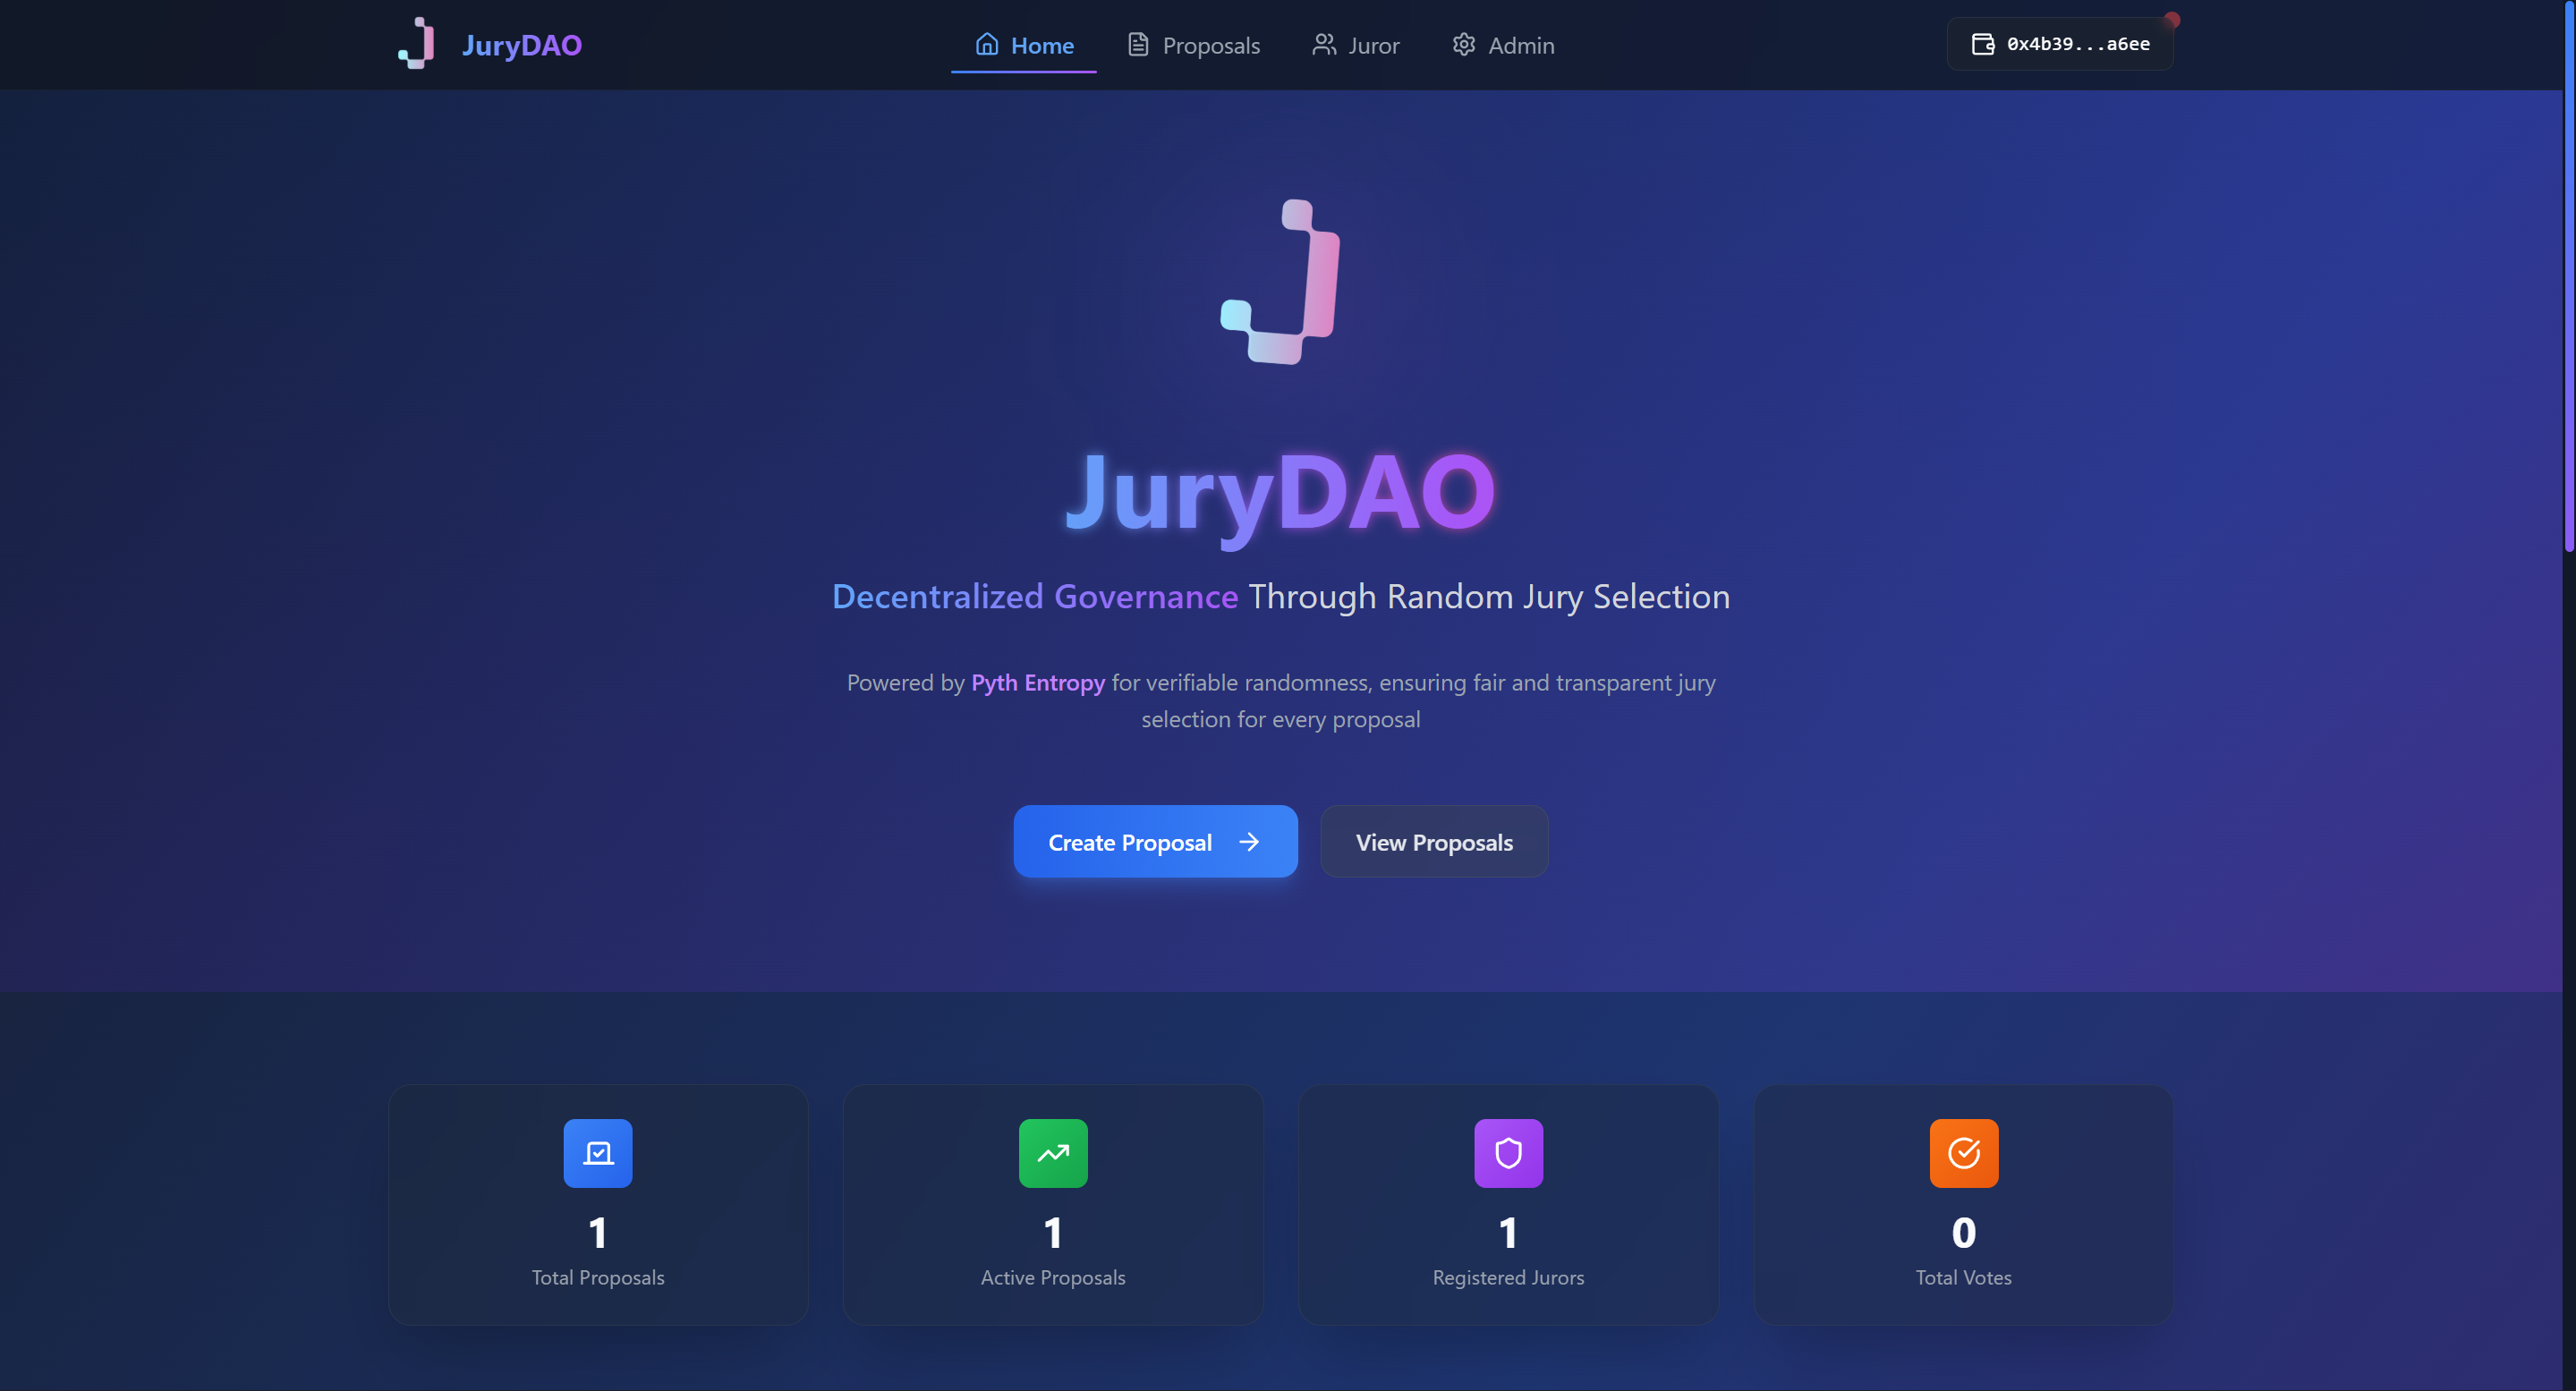 JuryDAO
Home
Proposals
Juror
Admin
0x4b39...a6ee
JuryDAO
Decentralized Governance Through Random Jury Selection
Powered by Pyth Entropy for verifiable randomness, ensuring fair and transparent jury
selection for every proposal
Create Proposal
View Proposals
1
Total Proposals
1
Active Proposals
1
Registered Jurors
0
Total Votes